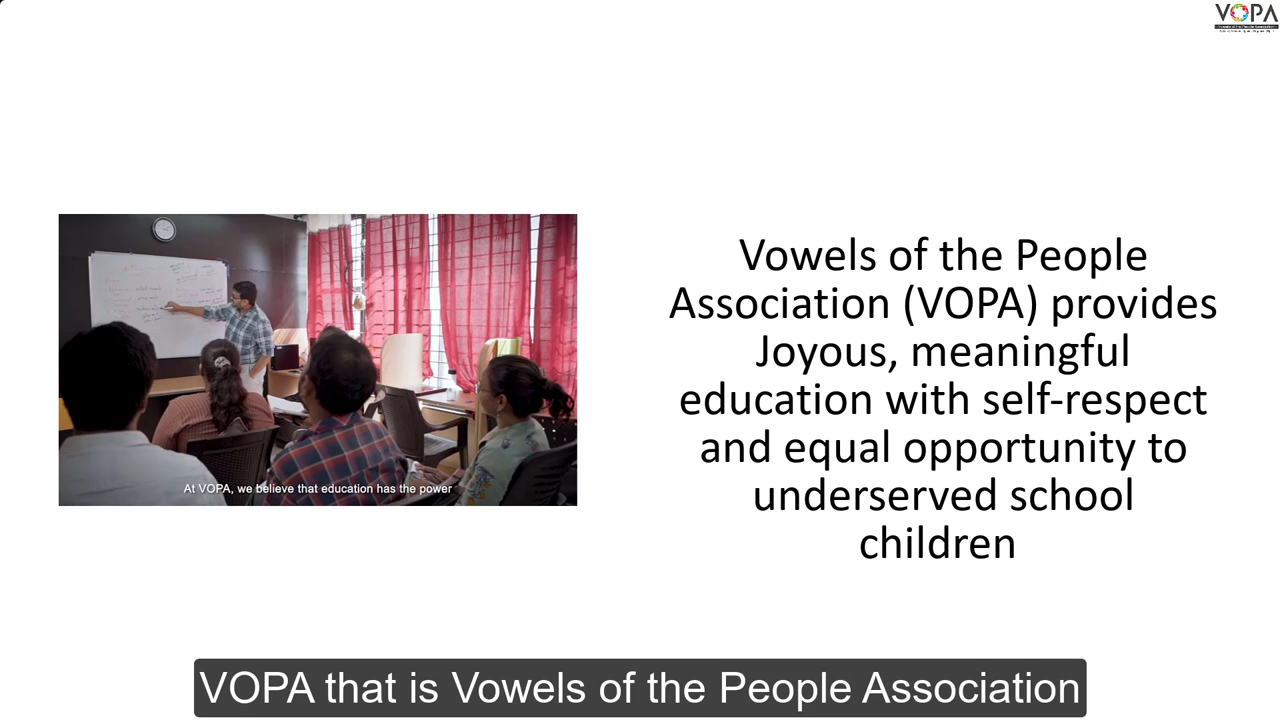 VOPA
At VOPA, we believe that education has the power
Vowels of the People
Association (VOPA) provides
Joyous, meaningful
education with self-respect
and equal opportunity to
underserved school
children
VOPA that is Vowels of the People Association